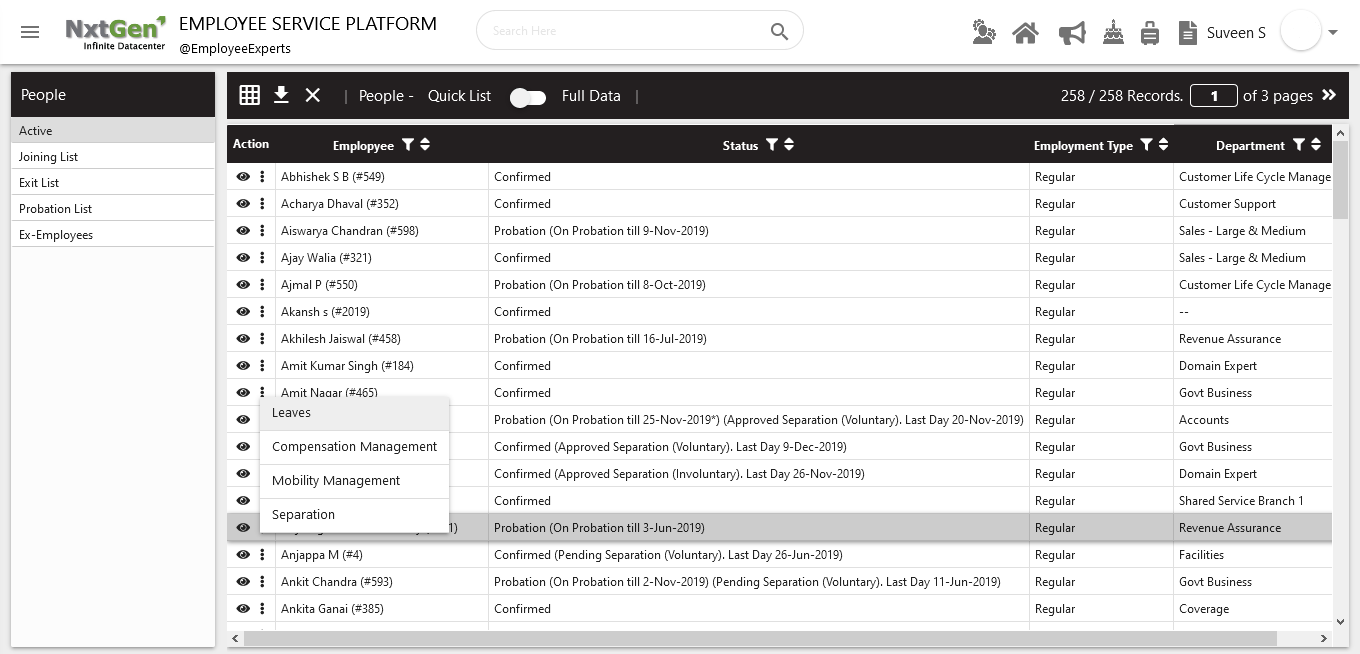 NxtGen
Infinite Datacenter
EMPLOYEE SERVICE PLATFORM
@EmployeeExperts
Search Here
Suveen S
People
Active
Joining List
Exit List
Probation List
Ex-Employees
| People - Quick List Full Data |
258 / 258 Records. 1 of 3 pages
Action Employee Status Employment Type Department
Abhishek S B (#549) Confirmed Regular Customer Life Cycle Manage
Acharya Dhaval (#352) Confirmed Regular Customer Support
Aiswarya Chandran (#598) Probation (On Probation till 9-Nov-2019) Regular Sales - Large & Medium
Ajay Walia (#321) Confirmed Regular Sales - Large & Medium
Ajmal P (#550) Probation (On Probation till 8-Oct-2019) Regular Customer Life Cycle Manage
Akansh s (#2019) Confirmed Regular --
Akhilesh Jaiswal (#458) Probation (On Probation till 16-Jul-2019) Regular Revenue Assurance
Amit Kumar Singh (#184) Confirmed Regular Domain Expert
Amit Nagar (#465) Confirmed Regular Govt Business
Probation (On Probation till 25-Nov-2019*) (Approved Separation (Voluntary). Last Day 20-Nov-2019) Regular Accounts
Confirmed (Approved Separation (Voluntary). Last Day 9-Dec-2019) Regular Govt Business
Confirmed (Approved Separation (Involuntary). Last Day 26-Nov-2019) Regular Domain Expert
Confirmed Regular Shared Service Branch 1
1) Probation (On Probation till 3-Jun-2019) Regular Revenue Assurance
Leaves
Compensation Management
Mobility Management
Separation
Anjappa M (#4) Confirmed (Pending Separation (Voluntary). Last Day 26-Jun-2019) Regular Facilities
Ankit Chandra (#593) Probation (On Probation till 2-Nov-2019) (Pending Separation (Voluntary). Last Day 11-Jun-2019) Regular Govt Business
Ankita Ganai (#385) Confirmed Regular Coverage